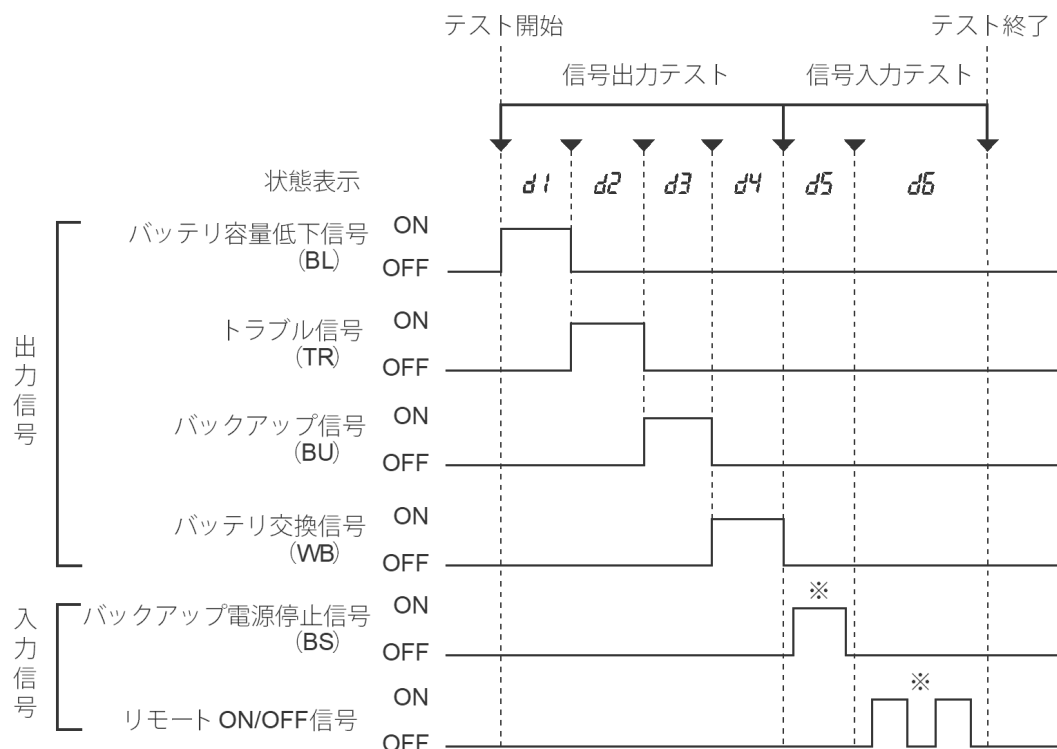 テスト開始
テスト終了
信号出力テスト
信号入力テスト
状態表示
d1
d2
d3
d4
d5
d6
出力信号
バッテリ容量低下信号
(BL)
ON
OFF
トラブル信号
(TR)
ON
OFF
バックアップ信号
(BU)
ON
OFF
バッテリ交換信号
(WB)
ON
OFF
入力信号
バックアップ電源停止信号
(BS)
ON
OFF
※
リモート ON/OFF信号
ON
OFF
※